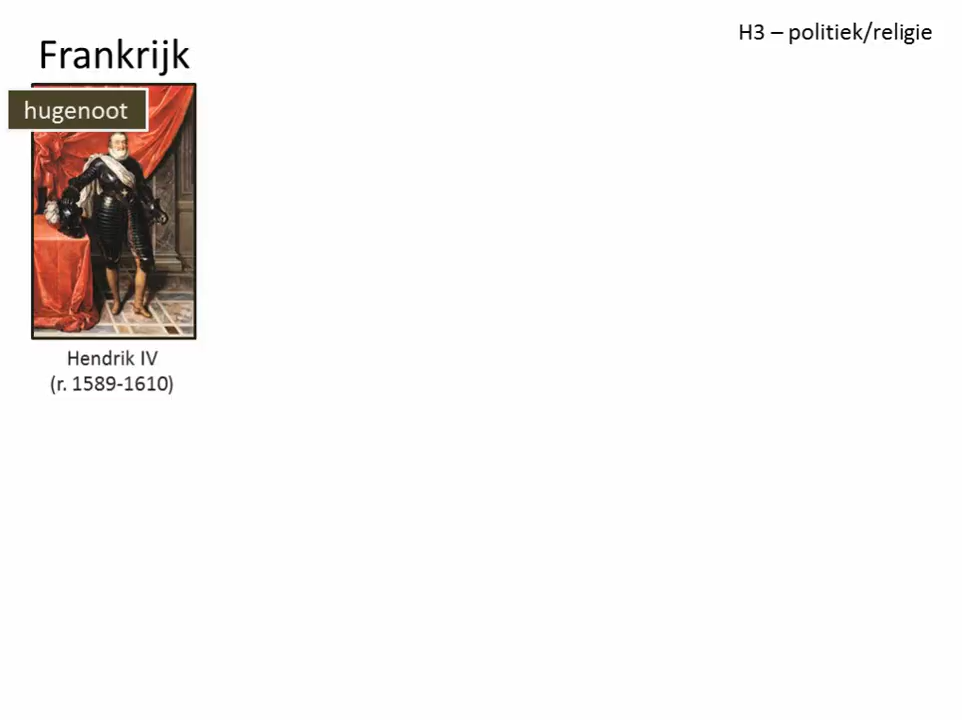 H3 – politiek/religie
Frankrijk
hugenoot
Hendrik IV
(r. 1589-1610)